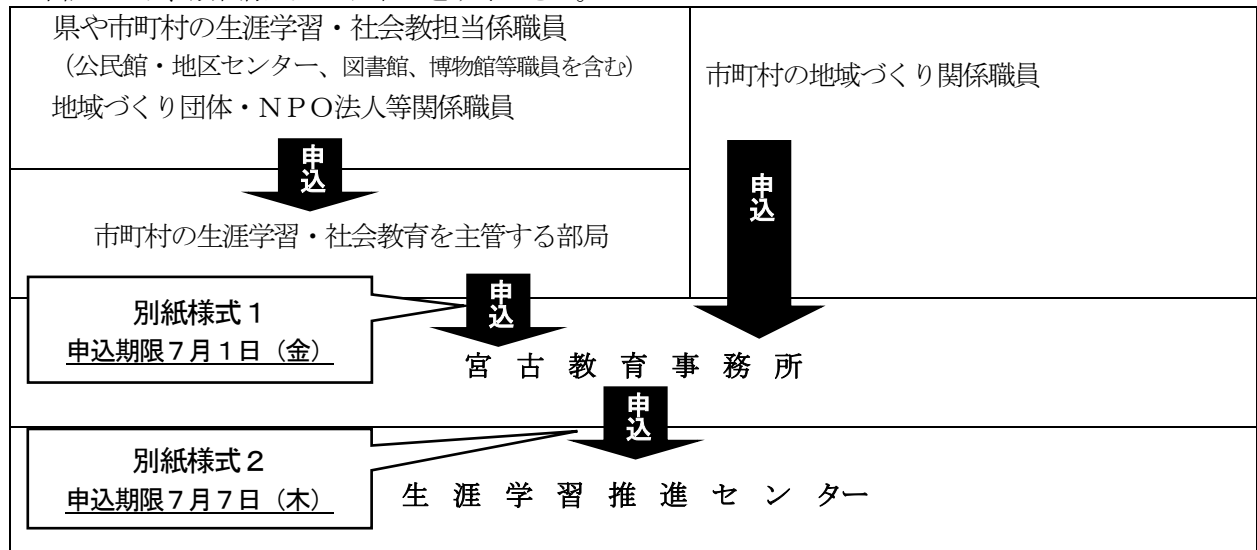 県や市町村の生涯学習・社会教担当係職員
（公民館・地区センター、図書館、博物館等職員を含む）
地域づくり団体・ＮＰＯ法人等関係職員
市町村の地域づくり関係職員
申込
申込
市町村の生涯学習・社会教育を主管する部局
申込
別紙様式１
申込期限７月１日（金）
宮古教育事務所
申込
別紙様式２
申込期限７月７日（木）
生涯学習推進センター